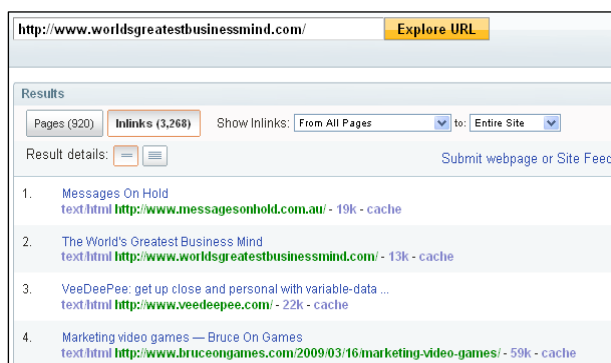 http://www.worldsgreatestbusinessmind.com/ Explore URL
Results
Pages (920) Inlinks (3,268) Show Inlinks: From All Pages to: Entire Site
Result details: Submit webpage or Site Feed
1. Messages On Hold
text/html http://www.messagesonhold.com.au/ - 19k - cache
2. The World's Greatest Business Mind
text/html http://www.worldsgreatestbusinessmind.com/ - 13k - cache
3. VeeDeePee: get up close and personal with variable-data ...
text/html http://www.veedeepee.com/ - 22k - cache
4. Marketing video games — Bruce On Games
text/html http://www.bruceongames.com/2009/03/16/marketing-video-games/ - 59k - cache